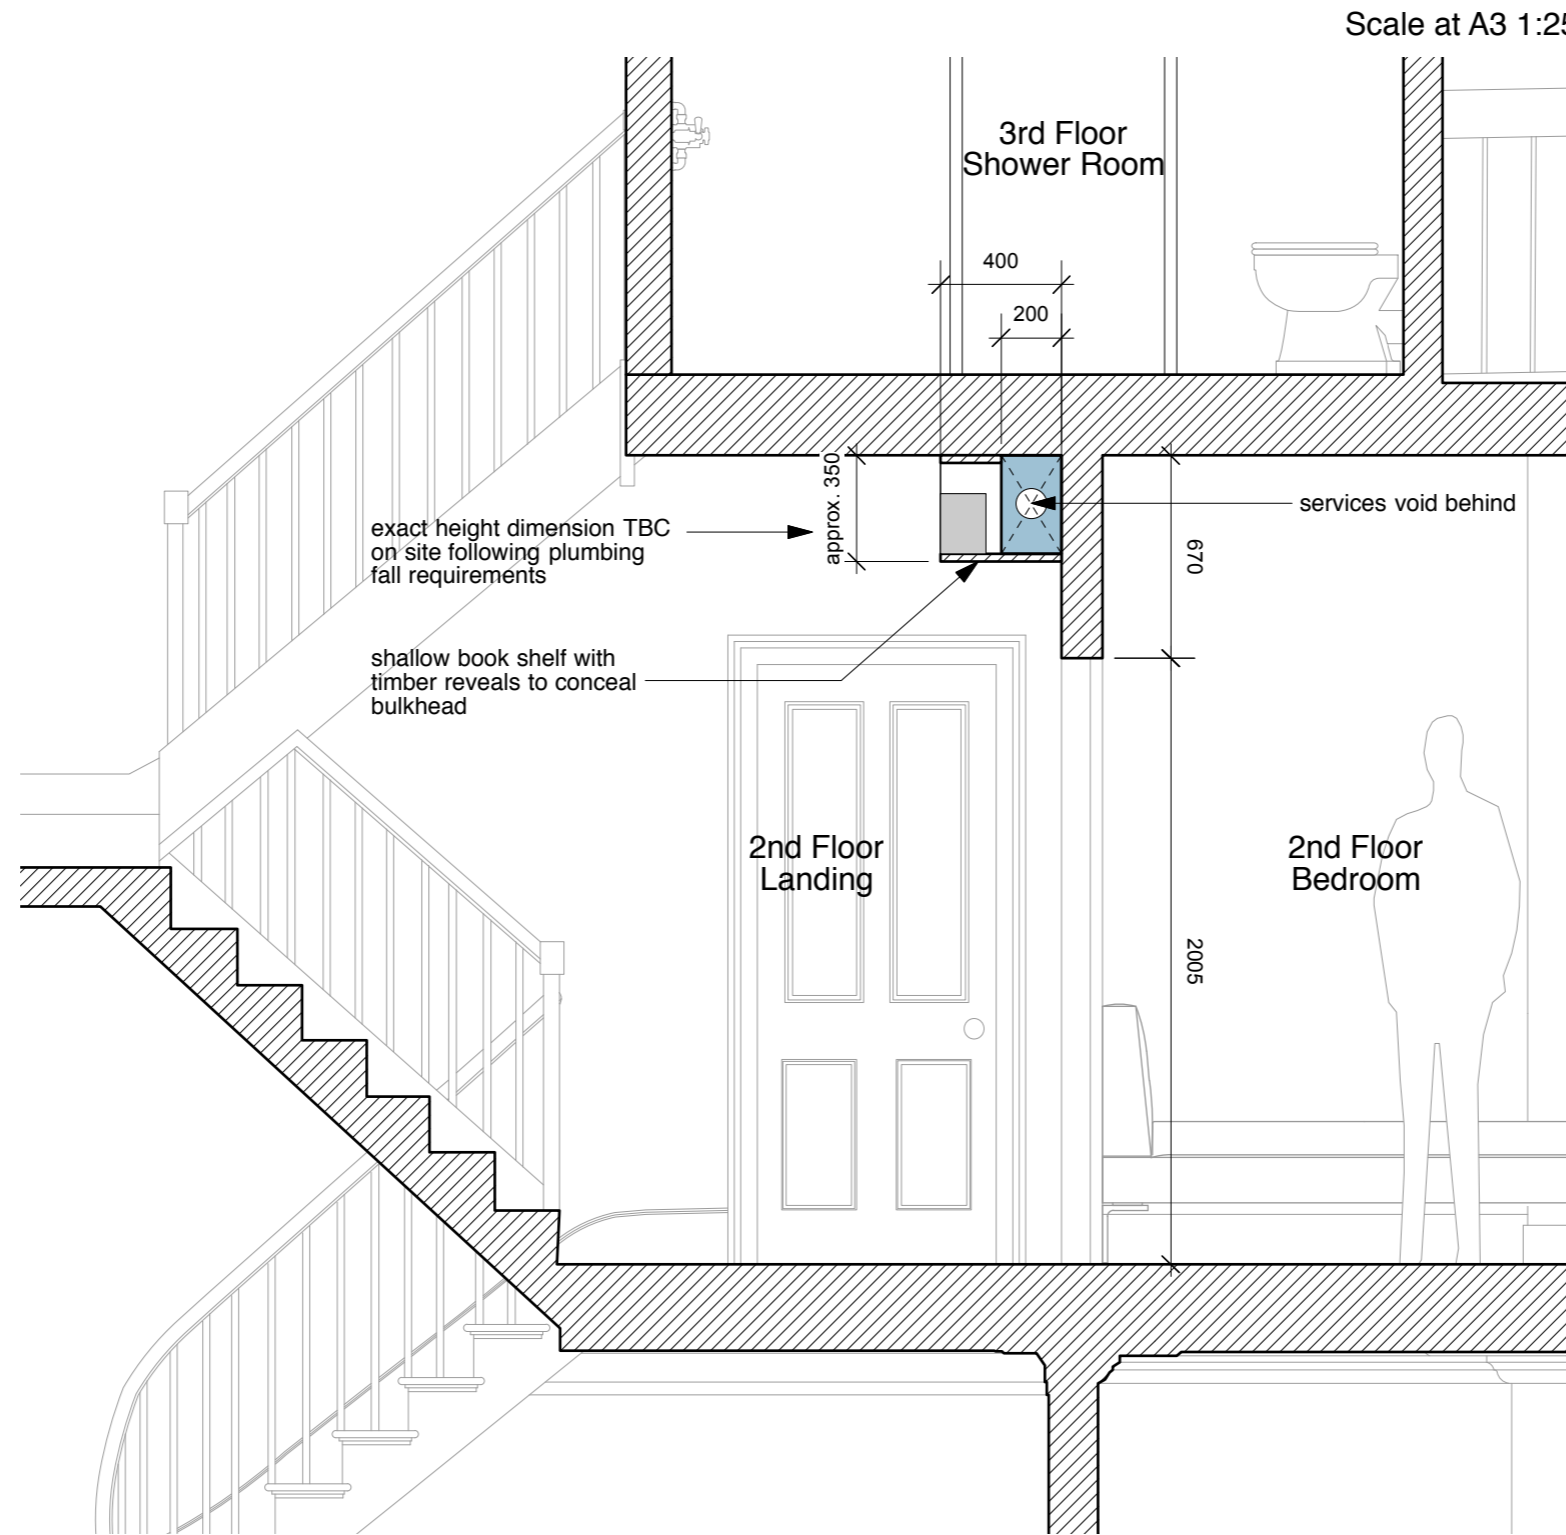 Scale at A3 1:25
3rd Floor
Shower Room
400
200
approx. 350
services void behind
exact height dimension TBC
on site following plumbing
fall requirements
670
shallow book shelf with
timber reveals to conceal
bulkhead
2nd Floor
Landing
2nd Floor
Bedroom
2005